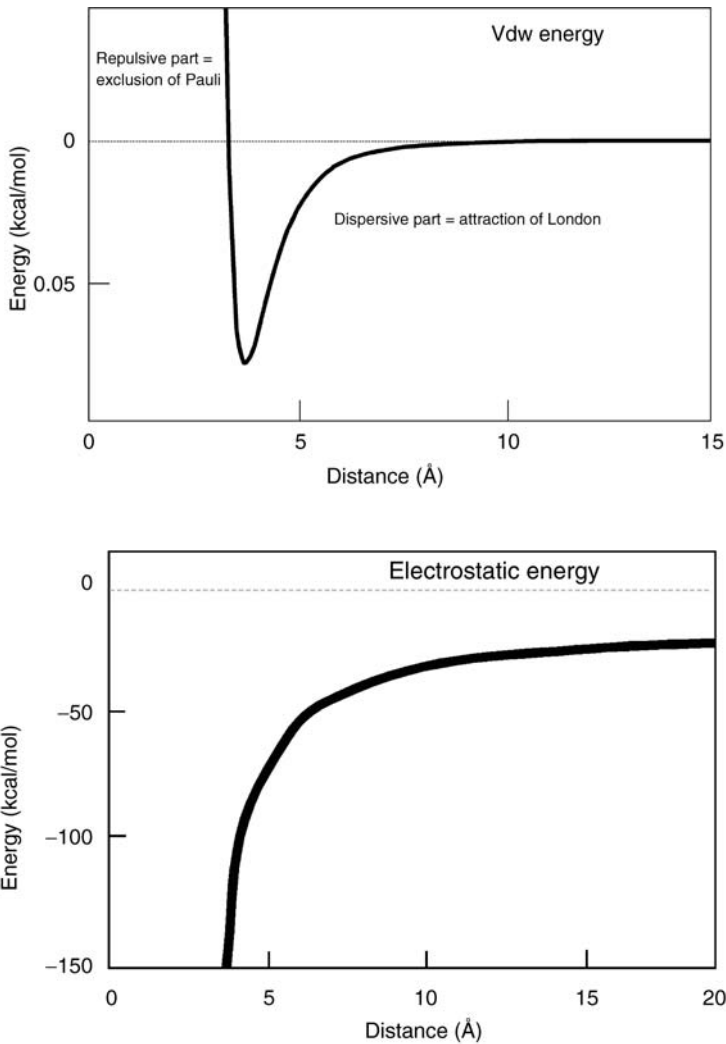 Vdw energy
Repulsive part =
exclusion of Pauli
0
Dispersive part = attraction of London
0.05
Energy (kcal/mol)
0
5
10
15
Distance (Å)
Electrostatic energy
0
−50
−100
−150
Energy (kcal/mol)
0
5
10
15
20
Distance (Å)